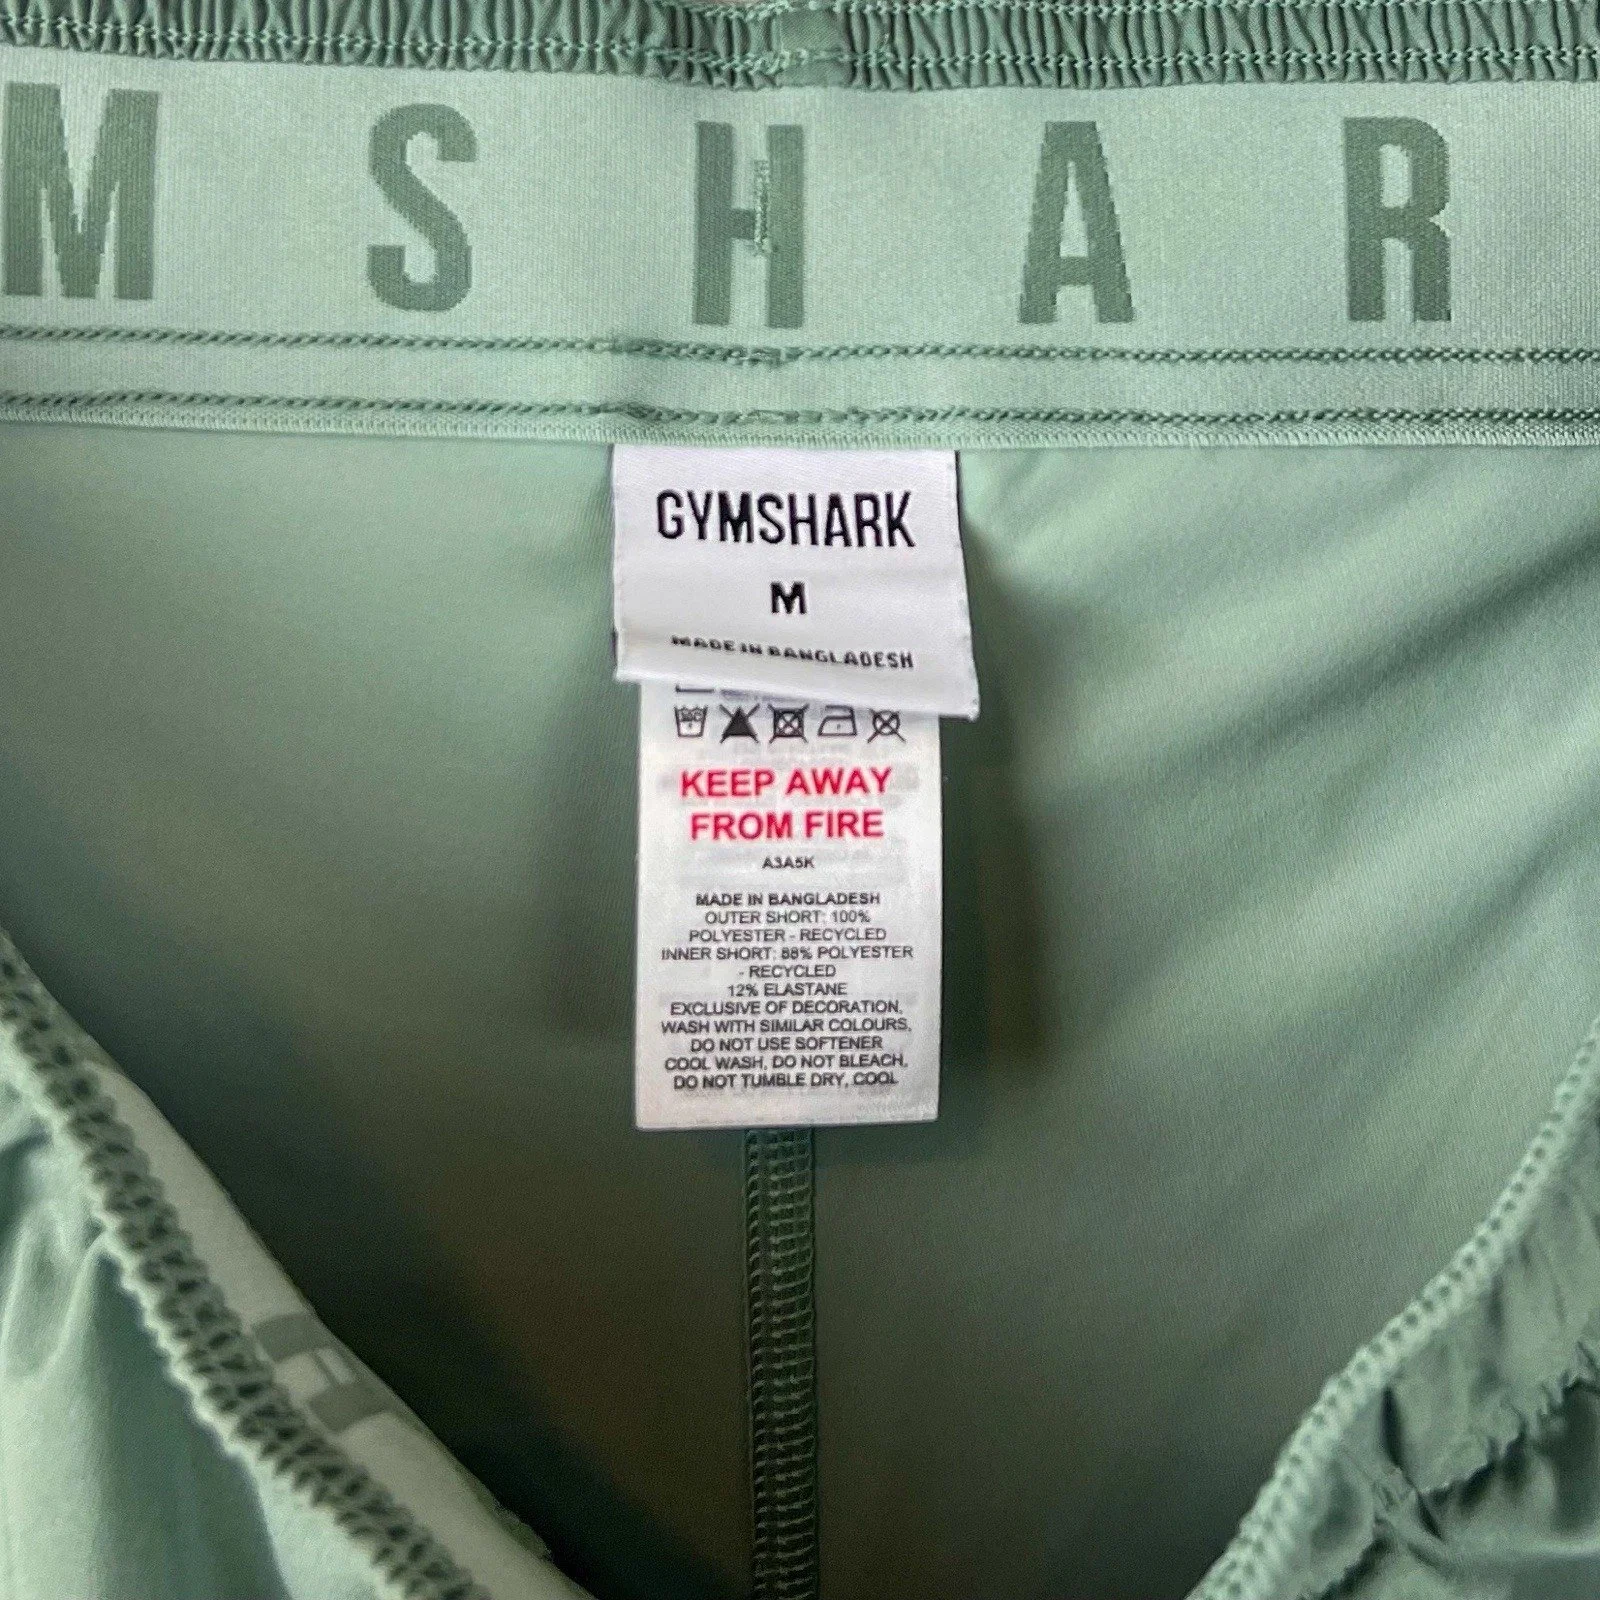 MSHAR
GYMSHARK
M
MADE IN BANGLADESH
KEEP AWAY
FROM FIRE
A3A5K
MADE IN BANGLADESH
OUTER SHORT: 100%
POLYESTER - RECYCLED
INNER SHORT: 88% POLYESTER
- RECYCLED
12% ELASTANE
EXCLUSIVE OF DECORATION.
WASH WITH SIMILAR COLOURS,
DO NOT USE SOFTENER
COOL WASH, DO NOT BLEACH,
DO NOT TUMBLE DRY, COOL